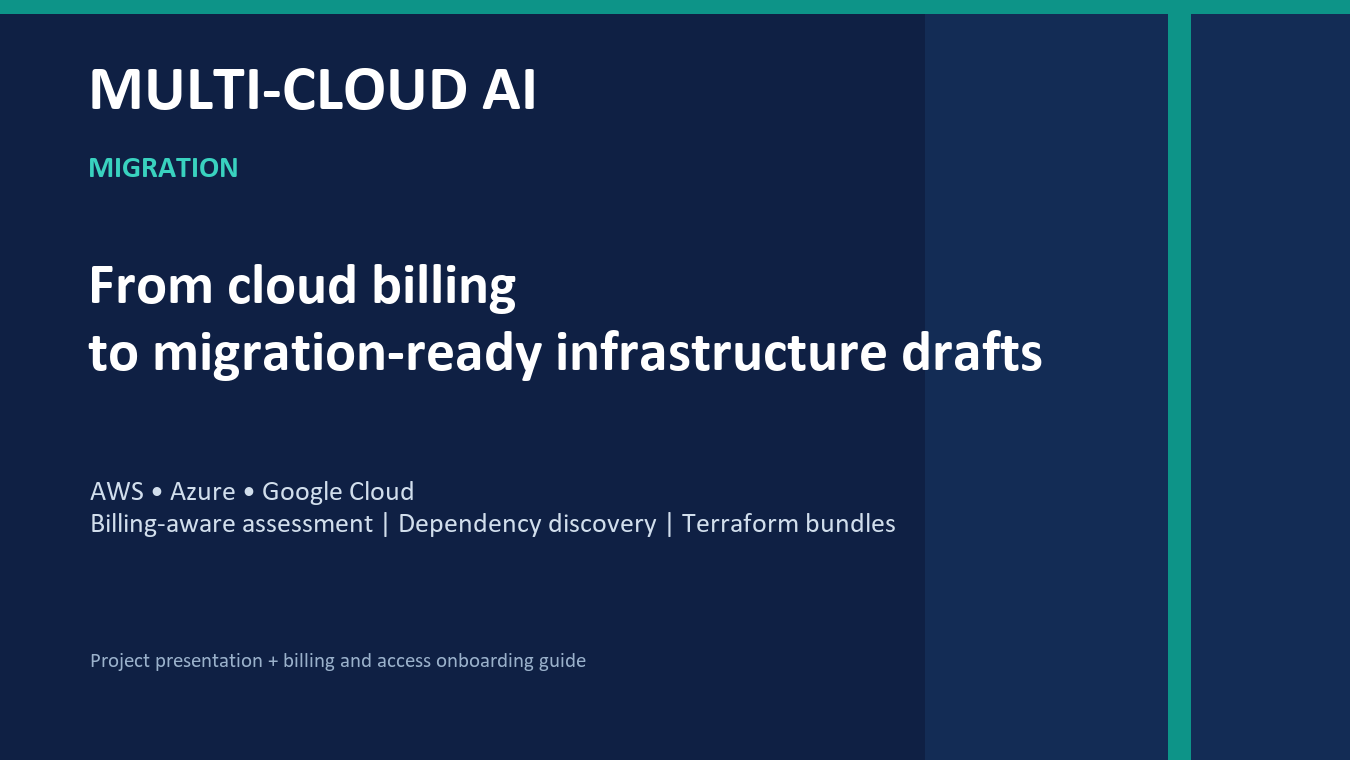 MULTI-CLOUD AI
MIGRATION
From cloud billing
to migration-ready infrastructure drafts
AWS • Azure • Google Cloud
Billing-aware assessment | Dependency discovery | Terraform bundles
Project presentation + billing and access onboarding guide